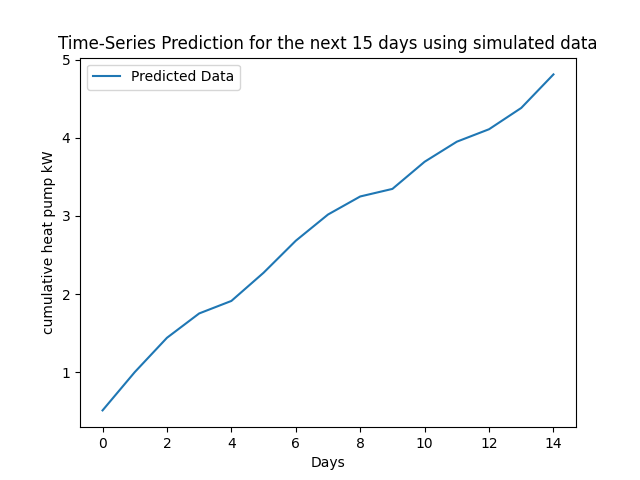 Time-Series Prediction for the next 15 days using simulated data
Predicted Data
cumulative heat pump kW
5
4
3
2
1
0 2 4 6 8 10 12 14
Days